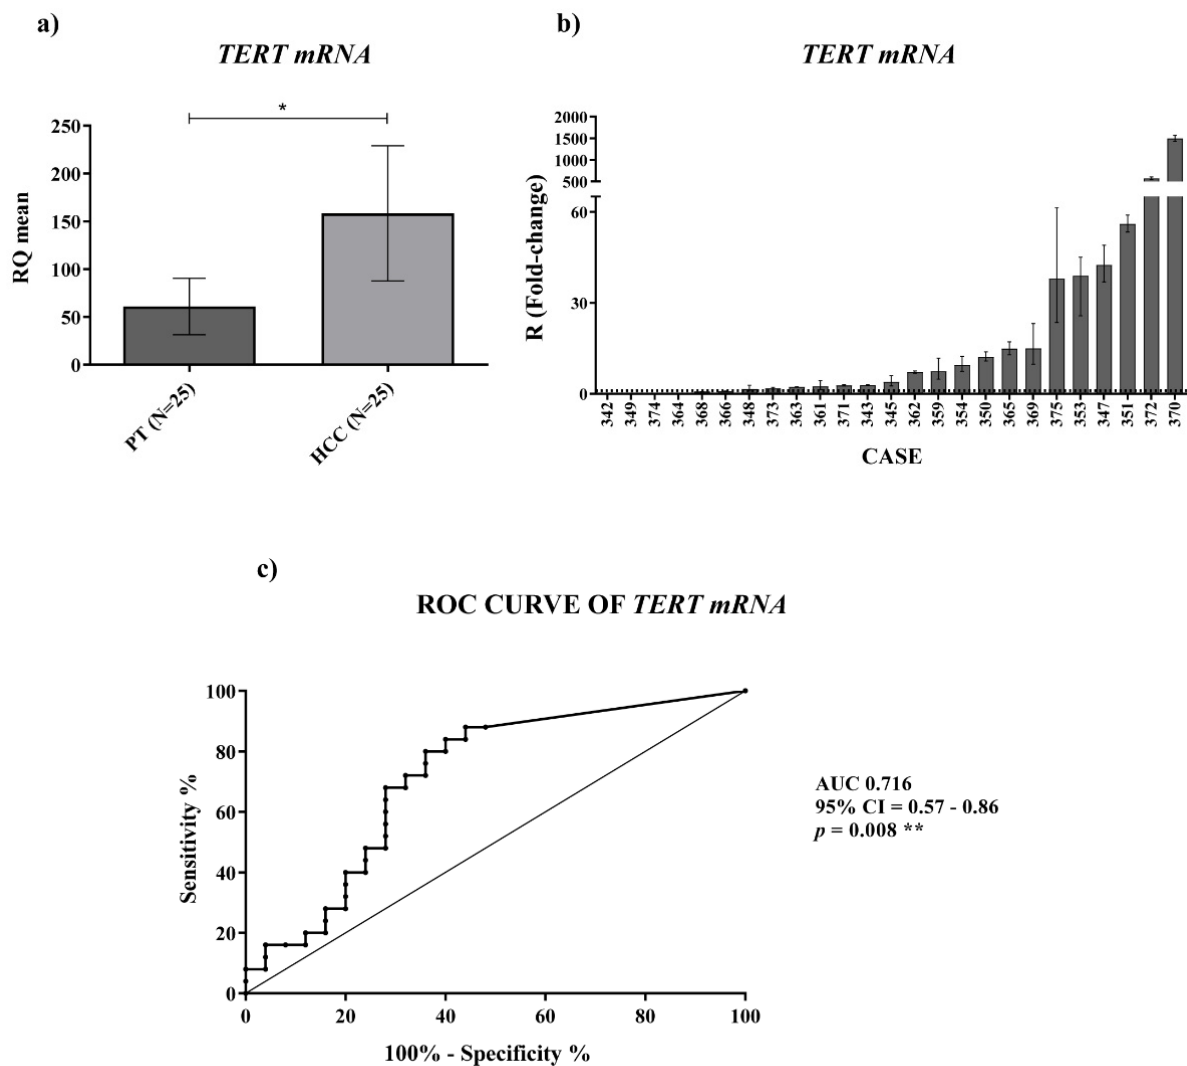 a)
TERT mRNA
*
RQ mean
250
200
150
100
50
0
PT (N=25)
HCC (N=25)
b)
TERT mRNA
R (Fold-change)
2000
1500
1000
500
60
30
0
342
349
374
364
368
366
348
373
363
361
371
343
345
362
359
354
350
365
369
375
353
347
351
372
370
CASE
c)
ROC CURVE OF TERT mRNA
Sensitivity %
100
80
60
40
20
0
0 20 40 60 80 100
100% - Specificity %
AUC 0.716
95% CI = 0.57 - 0.86
p = 0.008 **